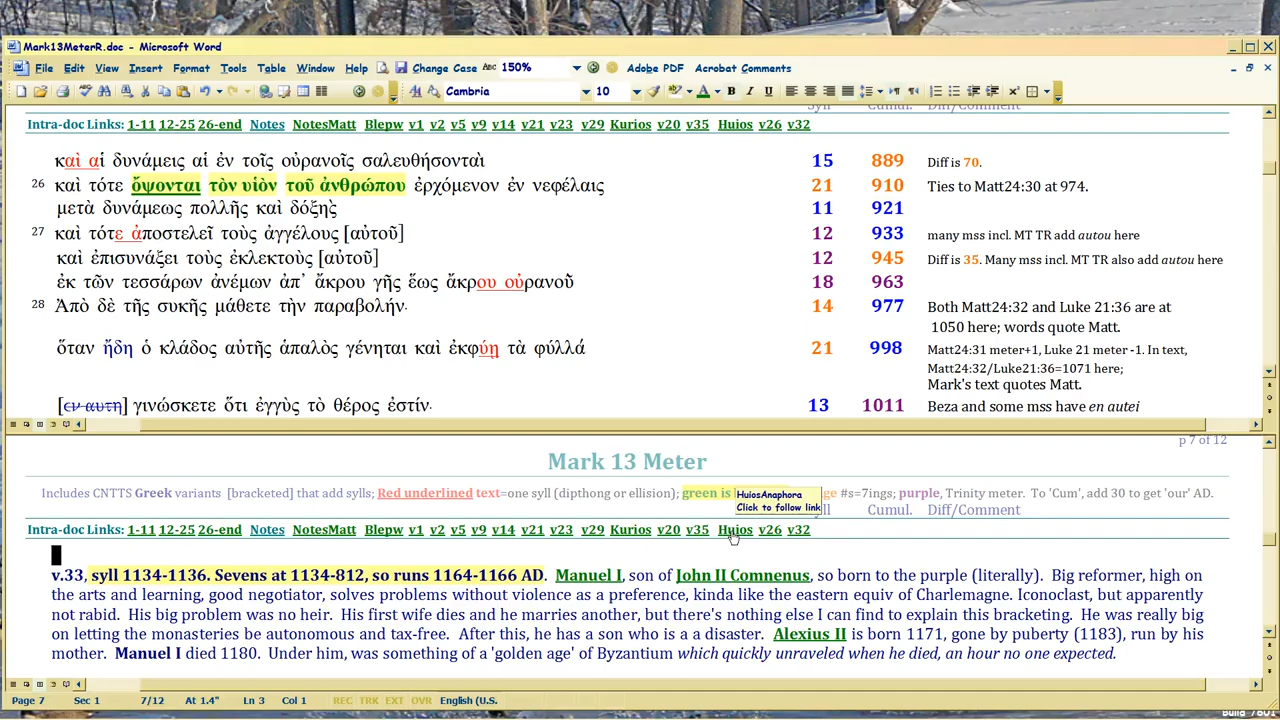 Mark13MeterR.doc - Microsoft Word
File Edit View Insert Format Tools Table Window Help Change Case 150% Adobe PDF Acrobat Comments
Cambria 10
Syll Cumul. Diff/Comment
Intra-doc Links: 1-11 12-25 26-end Notes NotesMatt Blepw v1 v2 v5 v9 v14 v21 v23 v29 Kurios v20 v35 Huios v26 v32
καὶ αἱ δυνάμεις αἱ ἐν τοῖς οὐρανοῖς σαλευθήσονται 15 889 Diff is 70.
26 καὶ τότε ὄψονται τὸν υἱὸν τοῦ ἀνθρώπου ἐρχόμενον ἐν νεφέλαις 21 910 Ties to Matt24:30 at 974.
μετὰ δυνάμεως πολλῆς καὶ δόξης 11 921
27 καὶ τότε ἀποστελεῖ τοὺς ἀγγέλους [αὐτοῦ] 12 933 many mss incl. MT TR add autou here
καὶ ἐπισυνάξει τοὺς ἐκλεκτοὺς [αὐτοῦ] 12 945 Diff is 35. Many mss incl. MT TR also add autou here
ἐκ τῶν τεσσάρων ἀνέμων ἀπ᾽ ἄκρου γῆς ἕως ἄκρου οὐρανοῦ 18 963
28 Ἀπὸ δὲ τῆς συκῆς μάθετε τὴν παραβολήν· 14 977 Both Matt24:32 and Luke 21:36 are at
1050 here; words quote Matt.
ὅταν ἤδη ὁ κλάδος αὐτῆς ἁπαλὸς γένηται καὶ ἐκφύῃ τὰ φύλλα 21 998 Matt24:31 meter+1, Luke 21 meter -1. In text,
Matt24:32/Luke21:36=1071 here;
Mark's text quotes Matt.
[εν αυτη] γινώσκετε ὅτι ἐγγὺς τὸ θέρος ἐστίν· 13 1011 Beza and some mss have en autei
p 7 of 12
Mark 13 Meter
Includes CNTTS Greek variants [bracketed] that add sylls; Red underlined text=one syll (dipthong or ellision); green is #s=7ings; purple, Trinity meter. To 'Cum', add 30 to get 'our' AD.
HuiosAnaphora
Click to follow link
Syll Cumul. Diff/Comment
Intra-doc Links: 1-11 12-25 26-end Notes NotesMatt Blepw v1 v2 v5 v9 v14 v21 v23 v29 Kurios v20 v35 Huios v26 v32
v.33, syll 1134-1136. Sevens at 1134-812, so runs 1164-1166 AD. Manuel I, son of John II Comnenus, so born to the purple (literally). Big reformer, high on
the arts and learning, good negotiator, solves problems without violence as a preference, kinda like the eastern equiv of Charlemagne. Iconoclast, but apparently
not rabid. His big problem was no heir. His first wife dies and he marries another, but there's nothing else I can find to explain this bracketing. He was really big
on letting the monasteries be autonomous and tax-free. After this, he has a son who is a a disaster. Alexius II is born 1171, gone by puberty (1183), run by his
mother. Manuel I died 1180. Under him, was something of a 'golden age' of Byzantium which quickly unraveled when he died, an hour no one expected.
Page 7 Sec 1 7/12 At 1.4" Ln 3 Col 1 REC TRK EXT OVR English (U.S.
Build 7601